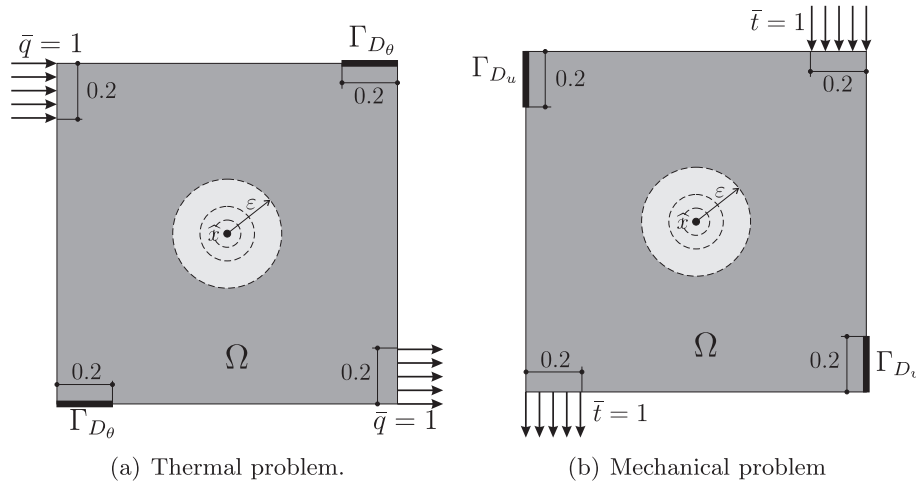 q̄ = 1
Γ_{D_θ}
0.2
0.2
ε
x̂
Ω
0.2
0.2
Γ_{D_θ}
q̄ = 1
(a) Thermal problem.
t̄ = 1
Γ_{D_u}
0.2
0.2
ε
x̂
Ω
0.2
0.2
Γ_{D_u}
t̄ = 1
(b) Mechanical problem